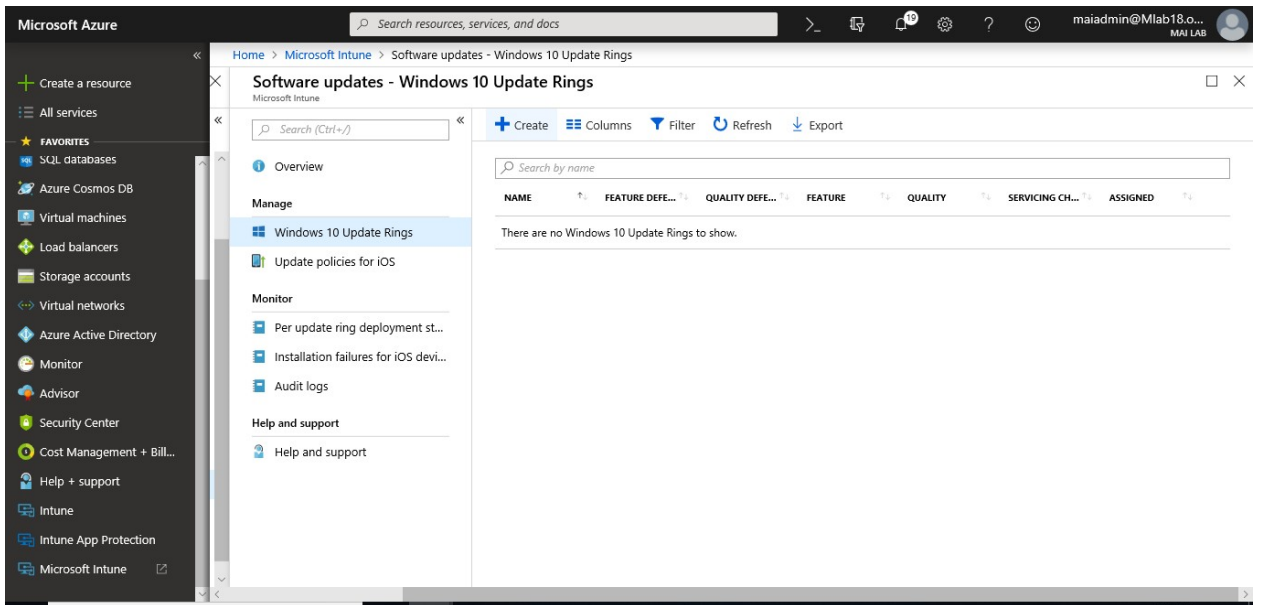 Microsoft Azure
Search resources, services, and docs
19
maiadmin@Mlab18.o...
MAI LAB
Home > Microsoft Intune > Software updates - Windows 10 Update Rings
Create a resource
All services
FAVORITES
SQL databases
Azure Cosmos DB
Virtual machines
Load balancers
Storage accounts
Virtual networks
Azure Active Directory
Monitor
Advisor
Security Center
Cost Management + Bill...
Help + support
Intune
Intune App Protection
Microsoft Intune
Software updates - Windows 10 Update Rings
Microsoft Intune
Search (Ctrl+/)
Overview
Manage
Windows 10 Update Rings
Update policies for iOS
Monitor
Per update ring deployment st...
Installation failures for iOS devi...
Audit logs
Help and support
Help and support
Create Columns Filter Refresh Export
Search by name
NAME FEATURE DEFE... QUALITY DEFE... FEATURE QUALITY SERVICING CH... ASSIGNED
There are no Windows 10 Update Rings to show.